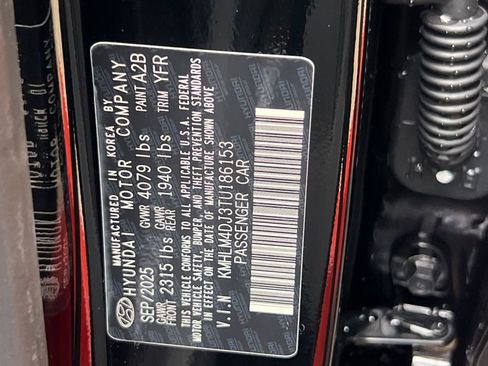 MANUFACTURED IN KOREA BY
HYUNDAI MOTOR COMPANY
SEP/2025 GVWR 4079 lbs PAINT A2B
GAWR FRONT 2315 lbs GAWR REAR 1940 lbs TRIM YFR
THIS VEHICLE CONFORMS TO ALL APPLICABLE U.S.A. FEDERAL
MOTOR VEHICLE SAFETY, BUMPER, AND THEFT PREVENTION STANDARDS
IN EFFECT ON THE DATE OF MANUFACTURE SHOWN ABOVE
V.I.N KMHLM4DJ3TU186153
PASSENGER CAR